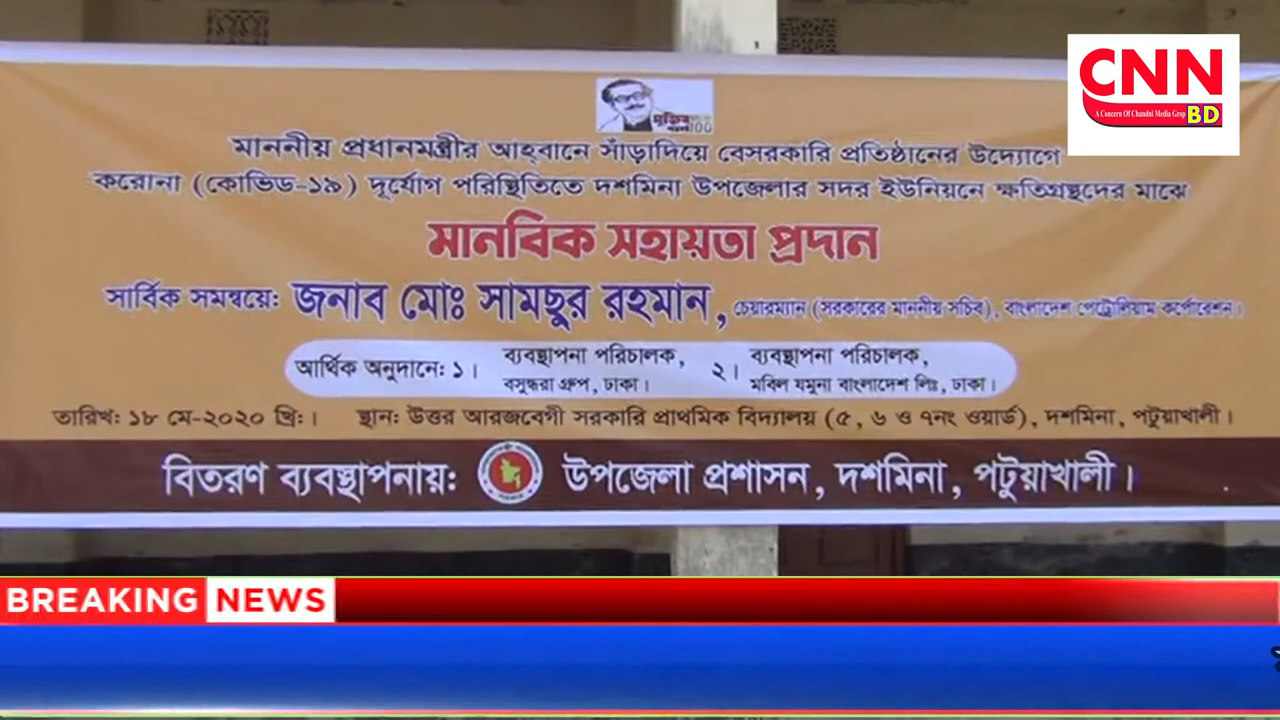 CNN
BD
A Concern Of Chandni Media Grop
মুজিব
100
মাননীয় প্রধানমন্ত্রীর আহ্বানে সাঁড়াদিয়ে বেসরকারি প্রতিষ্ঠানের উদ্যোগে
করোনা (কোভিড-১৯) দূর্যোগ পরিস্থিতিতে দশমিনা উপজেলার সদর ইউনিয়নে ক্ষতিগ্রস্থদের মাঝে
মানবিক সহায়তা প্রদান
সার্বিক সমন্বয়ে: জনাব মোঃ সামছুর রহমান, চেয়ারম্যান (সরকারের মাননীয় সচিব), বাংলাদেশ পেট্রোলিয়াম কর্পোরেশন।
আর্থিক অনুদানে: ১। ব্যবস্থাপনা পরিচালক, ২। ব্যবস্থাপনা পরিচালক,
বসুন্ধরা গ্রুপ, ঢাকা। মবিল যমুনা বাংলাদেশ লিঃ, ঢাকা।
তারিখ: ১৮ মে-২০২০ খ্রি:। স্থান: উত্তর আরজবেগী সরকারি প্রাথমিক বিদ্যালয় (৫, ৬ ও ৭নং ওয়ার্ড), দশমিনা, পটুয়াখালী।
বিতরণ ব্যবস্থাপনায়: উপজেলা প্রশাসন, দশমিনা, পটুয়াখালী।
BREAKING NEWS